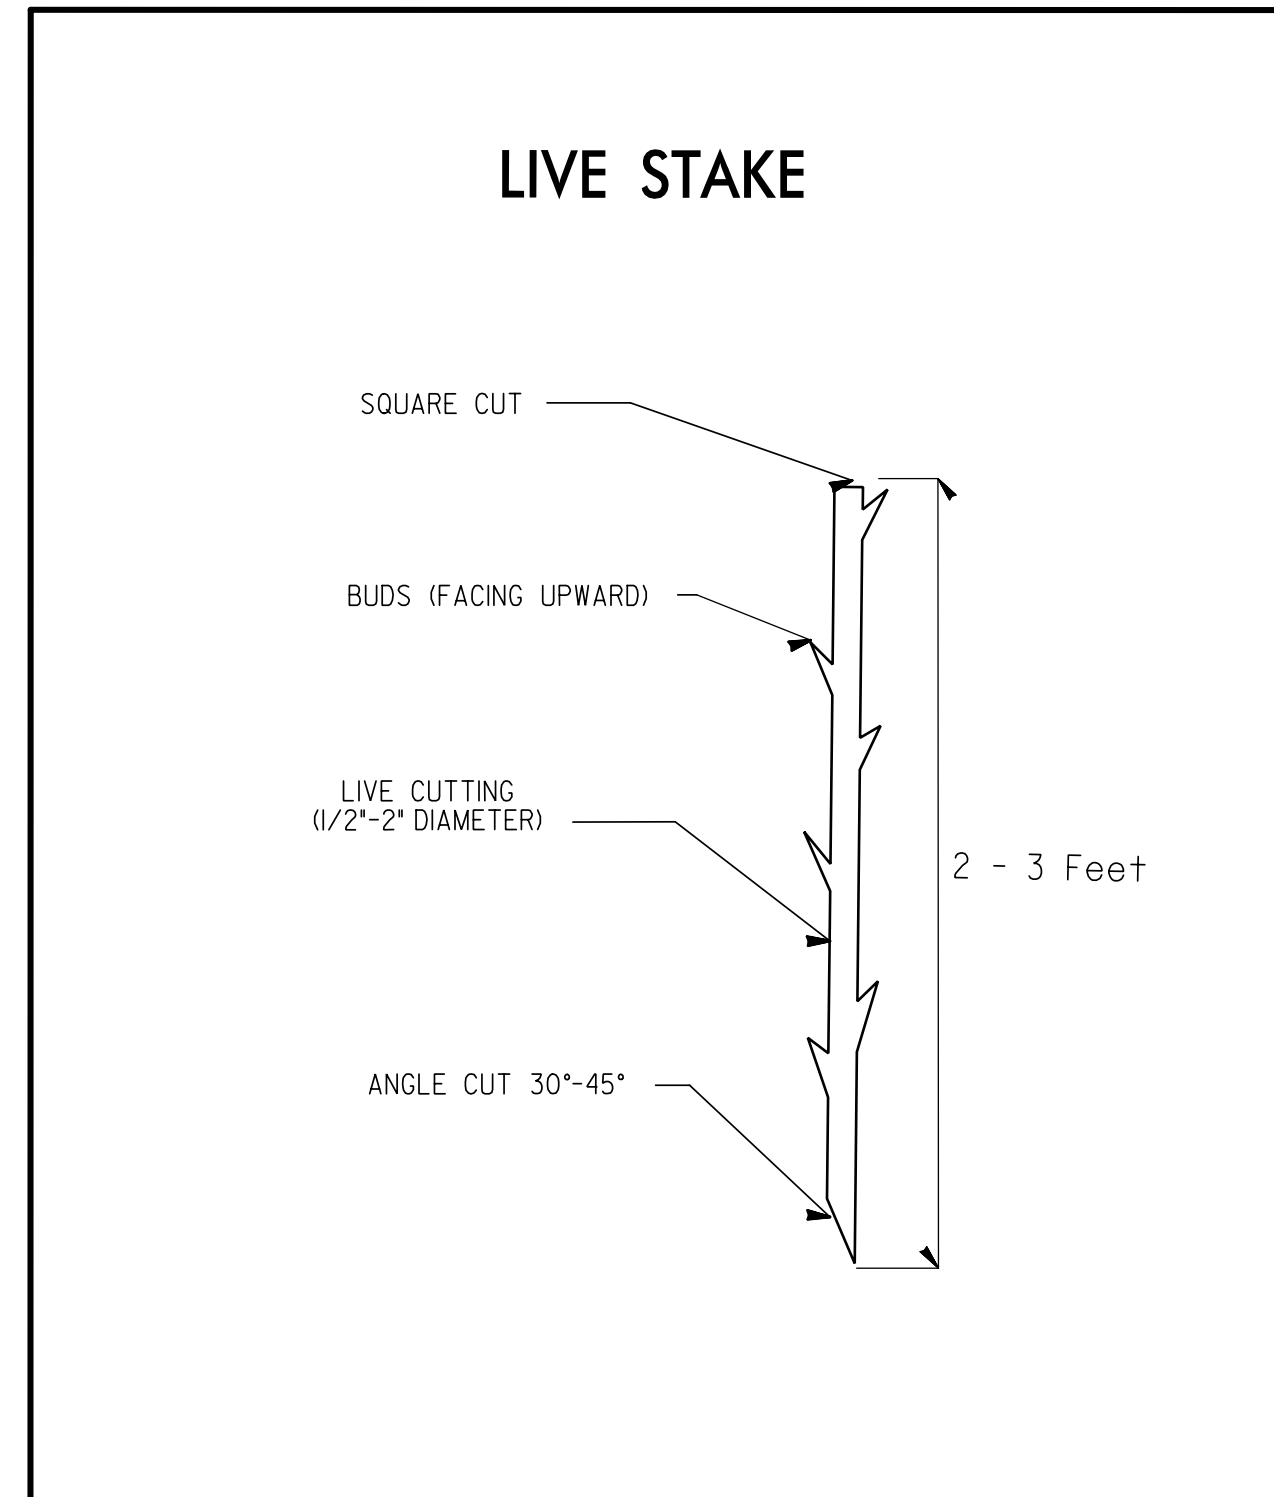 LIVE STAKE
SQUARE CUT
BUDS (FACING UPWARD)
LIVE CUTTING
(1/2"-2" DIAMETER)
2 - 3 Feet
ANGLE CUT 30°-45°